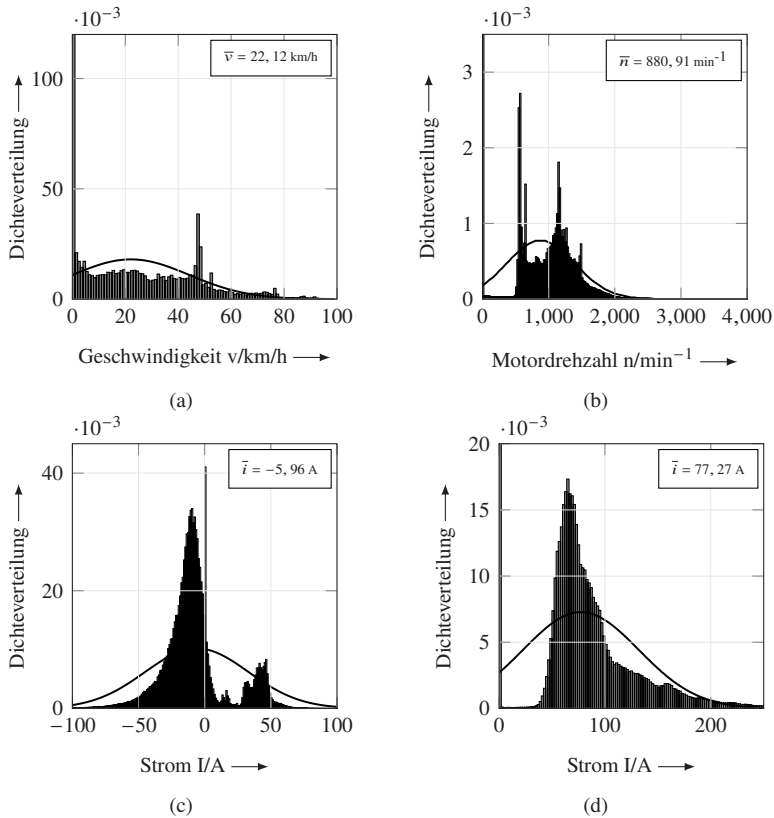 ·10⁻³
v̅ = 22, 12 km/h
100
50
0
Dichteverteilung
0 20 40 60 80 100
Geschwindigkeit v/km/h
(a)
·10⁻³
n̅ = 880, 91 min⁻¹
3
2
1
0
Dichteverteilung
0 1,000 2,000 3,000 4,000
Motordrehzahl n/min⁻¹
(b)
·10⁻³
i̅ = −5, 96 A
40
20
0
Dichteverteilung
−100 −50 0 50 100
Strom I/A
(c)
·10⁻³
i̅ = 77, 27 A
20
15
10
5
0
Dichteverteilung
0 100 200
Strom I/A
(d)